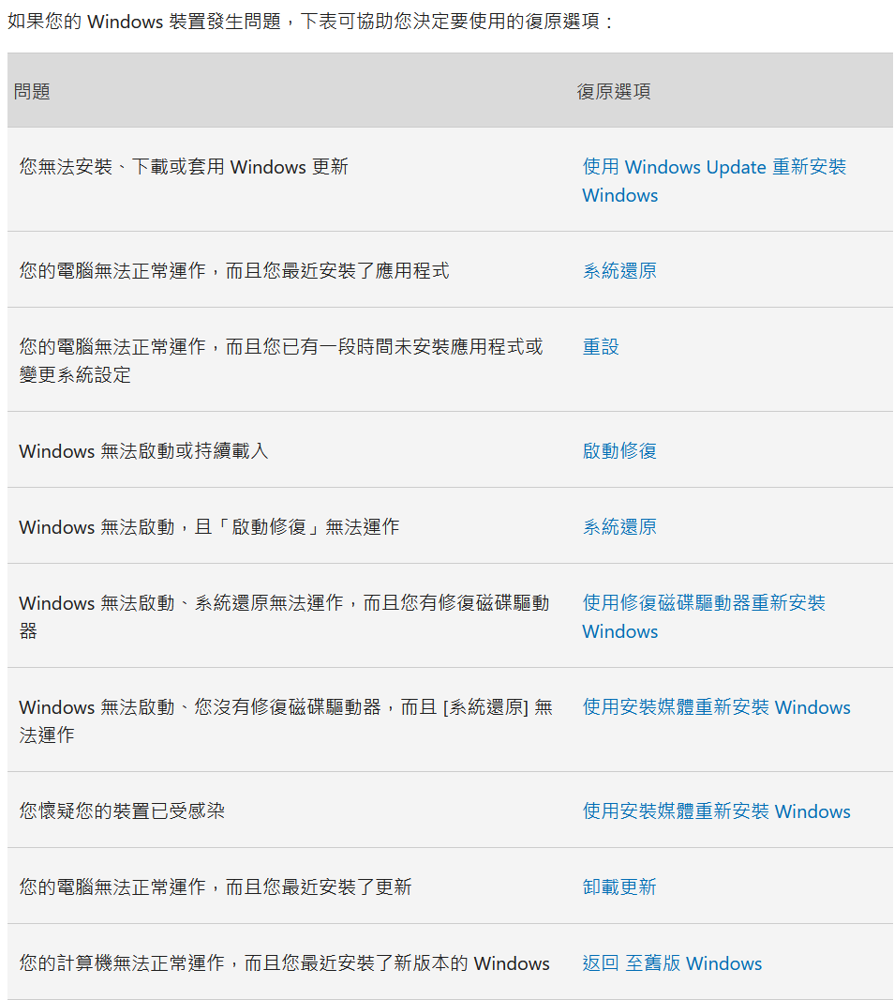 如果您的 Windows 裝置發生問題，下表可協助您決定要使用的復原選項：
問題
復原選項
您無法安裝、下載或套用 Windows 更新
使用 Windows Update 重新安裝
Windows
您的電腦無法正常運作，而且您最近安裝了應用程式
系統還原
您的電腦無法正常運作，而且您已有一段時間未安裝應用程式或
變更系統設定
重設
Windows 無法啟動或持續載入
啟動修復
Windows 無法啟動，且「啟動修復」無法運作
系統還原
Windows 無法啟動、系統還原無法運作，而且您有修復磁碟驅動
器
使用修復磁碟驅動器重新安裝
Windows
Windows 無法啟動、您沒有修復磁碟驅動器，而且 [系統還原] 無
法運作
使用安裝媒體重新安裝 Windows
您懷疑您的裝置已受感染
使用安裝媒體重新安裝 Windows
您的電腦無法正常運作，而且您最近安裝了更新
卸載更新
您的計算機無法正常運作，而且您最近安裝了新版本的 Windows
返回 至舊版 Windows